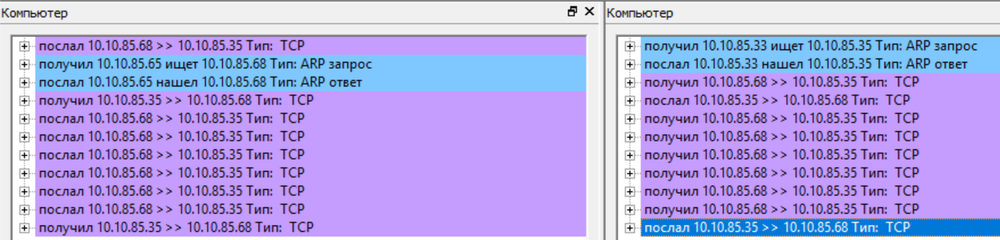 Компьютер
послал 10.10.85.68 >> 10.10.85.35 Тип: TCP
получил 10.10.85.65 ищет 10.10.85.68 Тип: ARP запрос
послал 10.10.85.65 нашел 10.10.85.68 Тип: ARP ответ
получил 10.10.85.35 >> 10.10.85.68 Тип: TCP
послал 10.10.85.68 >> 10.10.85.35 Тип: TCP
послал 10.10.85.68 >> 10.10.85.35 Тип: TCP
послал 10.10.85.68 >> 10.10.85.35 Тип: TCP
послал 10.10.85.68 >> 10.10.85.35 Тип: TCP
послал 10.10.85.68 >> 10.10.85.35 Тип: TCP
послал 10.10.85.68 >> 10.10.85.35 Тип: TCP
получил 10.10.85.35 >> 10.10.85.68 Тип: TCP
Компьютер
получил 10.10.85.33 ищет 10.10.85.35 Тип: ARP запрос
послал 10.10.85.33 нашел 10.10.85.35 Тип: ARP ответ
получил 10.10.85.68 >> 10.10.85.35 Тип: TCP
послал 10.10.85.35 >> 10.10.85.68 Тип: TCP
получил 10.10.85.68 >> 10.10.85.35 Тип: TCP
получил 10.10.85.68 >> 10.10.85.35 Тип: TCP
получил 10.10.85.68 >> 10.10.85.35 Тип: TCP
получил 10.10.85.68 >> 10.10.85.35 Тип: TCP
получил 10.10.85.68 >> 10.10.85.35 Тип: TCP
получил 10.10.85.68 >> 10.10.85.35 Тип: TCP
послал 10.10.85.35 >> 10.10.85.68 Тип: TCP